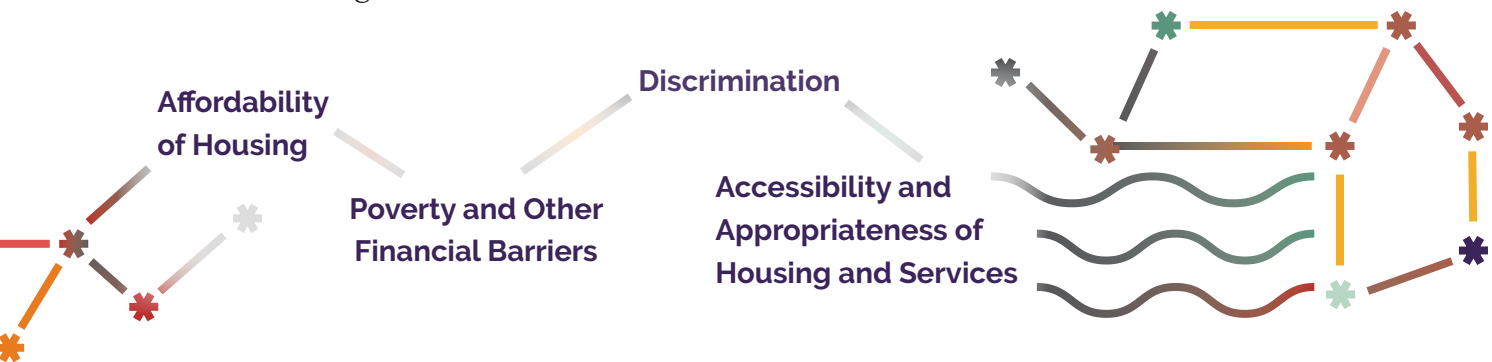 Affordability
of Housing
Poverty and Other
Financial Barriers
Discrimination
Accessibility and
Appropriateness of
Housing and Services